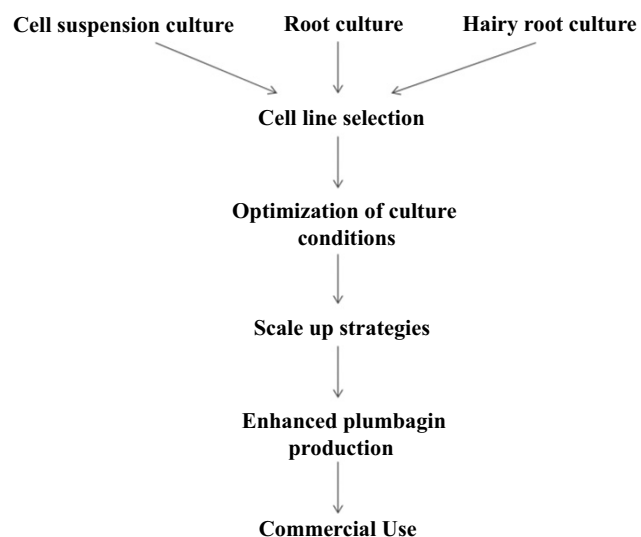 Cell suspension culture
Root culture
Hairy root culture
Cell line selection
Optimization of culture
conditions
Scale up strategies
Enhanced plumbagin
production
Commercial Use